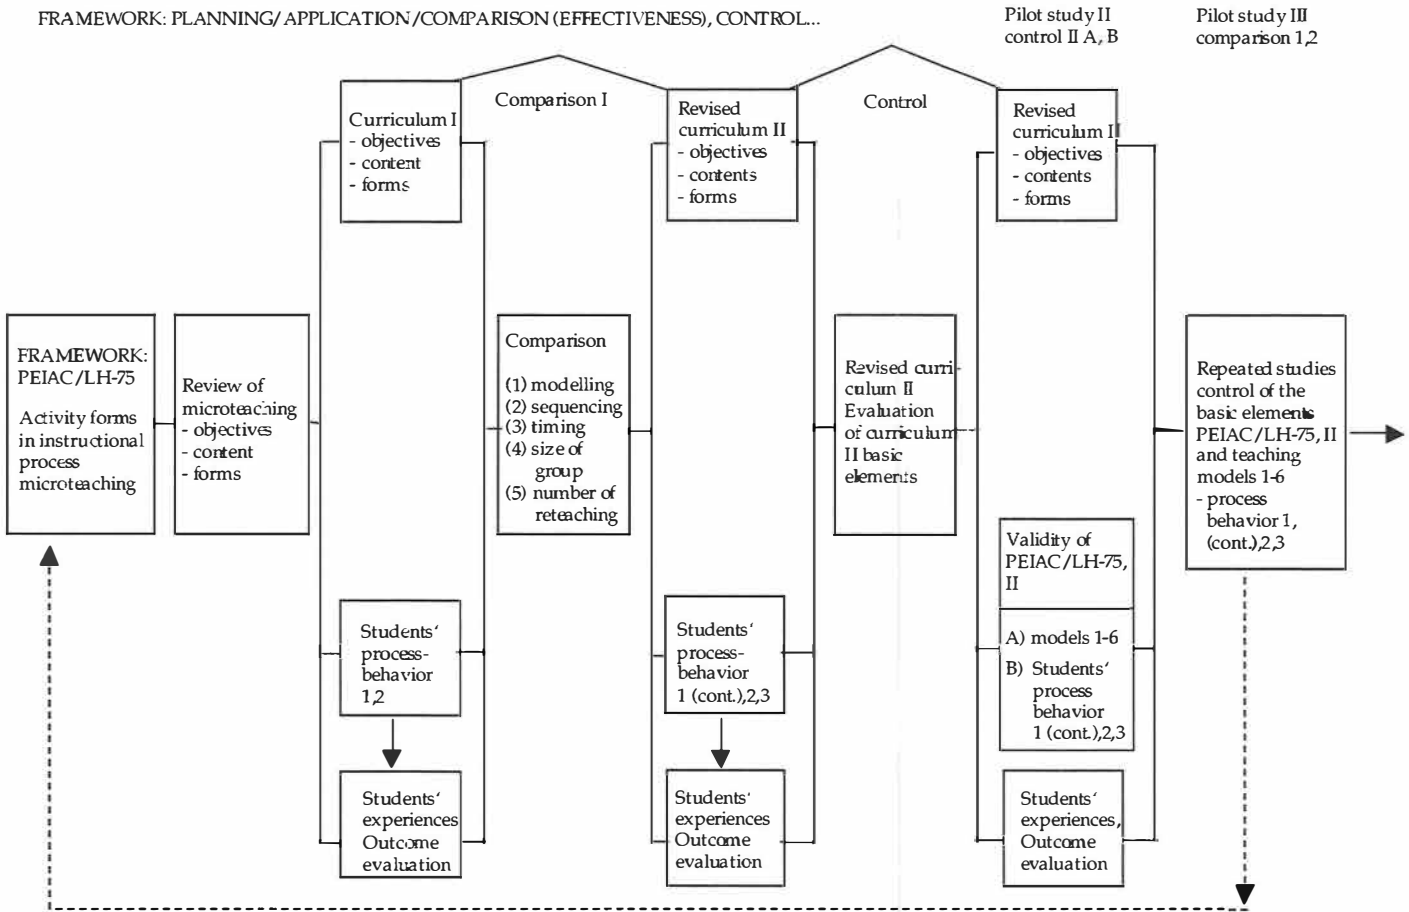 FRAMEWORK: PLANNING/APPLICATION/COMPARISON (EFFECTIVENESS), CONTROL...
Pilot study II
control II A, B
Pilot study III
comparison 1,2
Curriculum I
- objectives
- content
- forms
Comparison I
Revised
curriculum II
- objectives
- contents
- forms
Control
Revised
curriculum II
- objectives
- contents
- forms
FRAMEWORK:
PEIAC/LH-75
Activity forms
in instructional
process
microteaching
Review of
microteaching
- objectives
- content
- forms
Comparison
(1) modelling
(2) sequencing
(3) timing
(4) size of
group
(5) number of
reteaching
Revised curri-
culum II
Evaluation
of curriculum
II basic
elements
Repeated studies
control of the
basic elements
PEIAC/LH-75, II
and teaching
models 1-6
- process
behavior 1,
(cont.),2,3
Students'
process-
behavior
1,2
Students'
process-
behavior
1 (cont.),2,3
Validity of
PEIAC/LH-75,
II
A) models 1-6
B) Students'
process
behavior
1 (cont.),2,3
Students'
experiences
Outcome
evaluation
Students'
experiences
Outcome
evaluation
Students'
experiences,
Outcome
evaluation